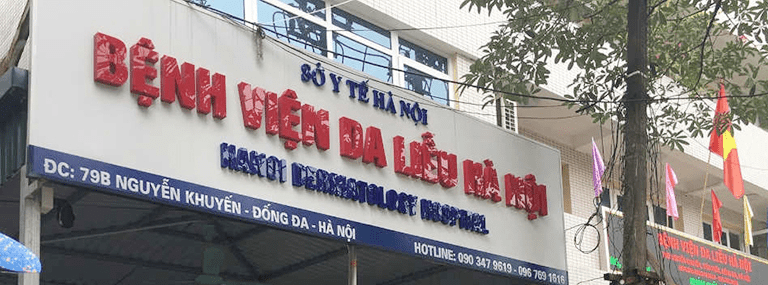 SỞ Y TẾ HÀ NỘI
BỆNH VIỆN DA LIỄU HÀ NỘI
HANOI DERMATOLOGY HOSPITAL
ĐC: 79B NGUYỄN KHUYẾN - ĐỐNG ĐA - HÀ NỘI
HOTLINE: 090 347 9619 - 096 769 1616
BỆNH VIỆN DA LIỄU HÀ NỘI